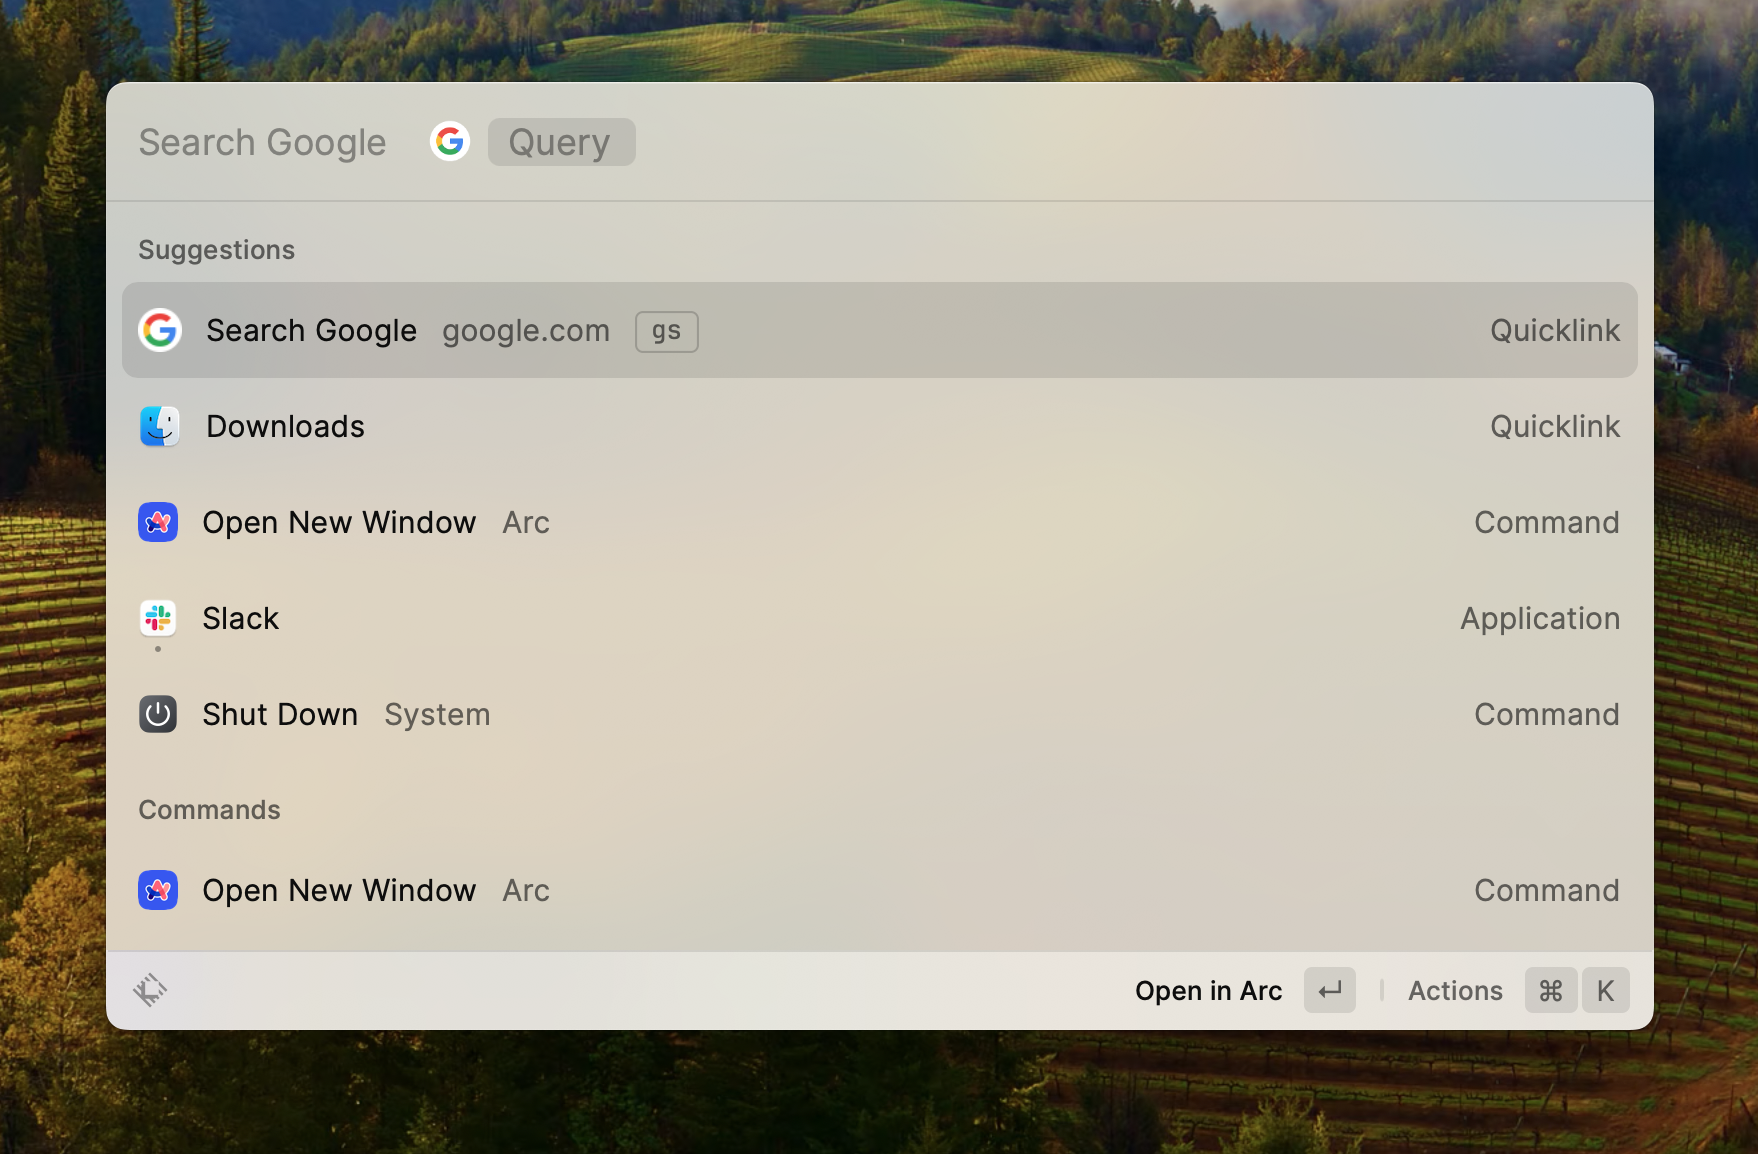 Search Google Query
Suggestions
Search Google google.com gs Quicklink
Downloads Quicklink
Open New Window Arc Command
Slack Application
Shut Down System Command
Commands
Open New Window Arc Command
Open in Arc ↵ Actions ⌘ K